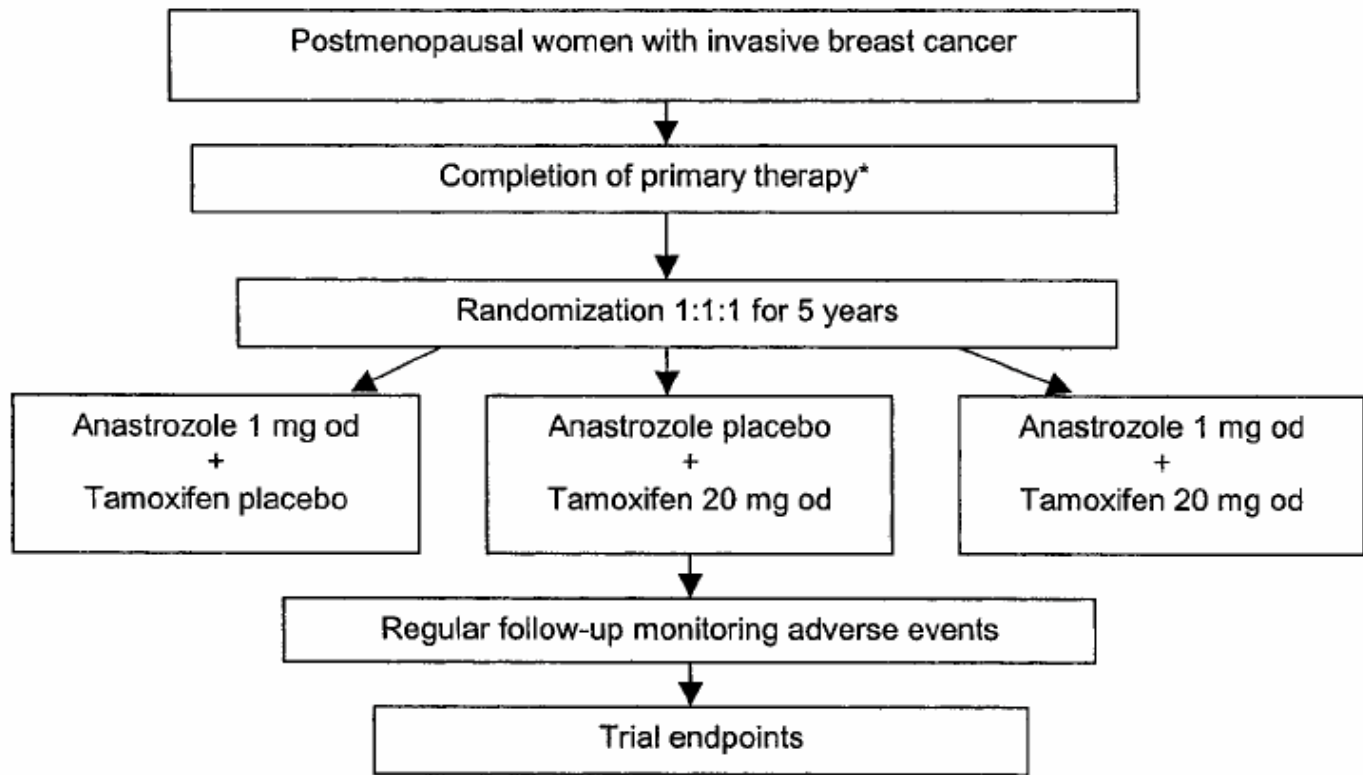 Postmenopausal women with invasive breast cancer
Completion of primary therapy*
Randomization 1:1:1 for 5 years
Anastrozole 1 mg od
+
Tamoxifen placebo
Anastrozole placebo
+
Tamoxifen 20 mg od
Anastrozole 1 mg od
+
Tamoxifen 20 mg od
Regular follow-up monitoring adverse events
Trial endpoints